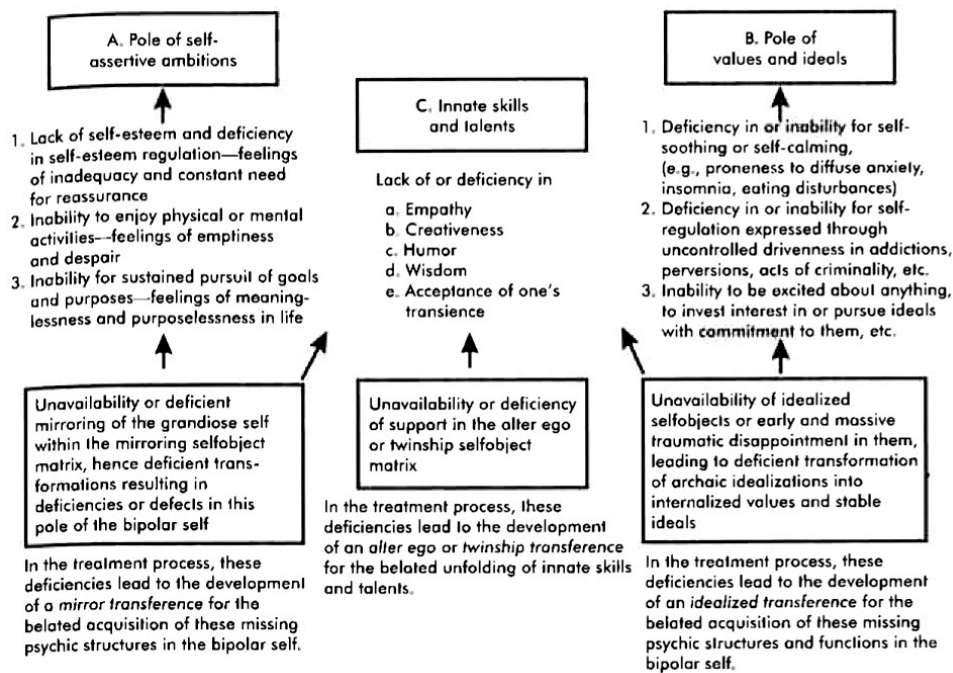 A. Pole of self-
assertive ambitions
1. Lack of self-esteem and deficiency
in self-esteem regulation—feelings
of inadequacy and constant need
for reassurance
2. Inability to enjoy physical or mental
activities—feelings of emptiness
and despair
3. Inability for sustained pursuit of goals
and purposes—feelings of meaning-
lessness and purposelessness in life
Unavailability or deficient
mirroring of the grandiose self
within the mirroring selfobject
matrix, hence deficient trans-
formations resulting in
deficiencies or defects in this
pole of the bipolar self
In the treatment process, these
deficiencies lead to the development
of a mirror transference for the
belated acquisition of these missing
psychic structures in the bipolar self.
C. Innate skills
and talents
Lack of or deficiency in
a. Empathy
b. Creativeness
c. Humor
d. Wisdom
e. Acceptance of one's
transience
Unavailability or deficiency
of support in the alter ego
or twinship selfobject
matrix
In the treatment process, these
deficiencies lead to the development
of an alter ego or twinship transference
for the belated unfolding of innate skills
and talents.
B. Pole of
values and ideals
1. Deficiency in or inability for self-
soothing or self-calming,
(e.g., proneness to diffuse anxiety,
insomnia, eating disturbances)
2. Deficiency in or inability for self-
regulation expressed through
uncontrolled drivenness in addictions,
perversions, acts of criminality, etc.
3. Inability to be excited about anything,
to invest interest in or pursue ideals
with commitment to them, etc.
Unavailability of idealized
selfobjects or early and massive
traumatic disappointment in them,
leading to deficient transformation
of archaic idealizations into
internalized values and stable
ideals
In the treatment process, these
deficiencies lead to the development
of an idealized transference for the
belated acquisition of these missing
psychic structures and functions in the
bipolar self.